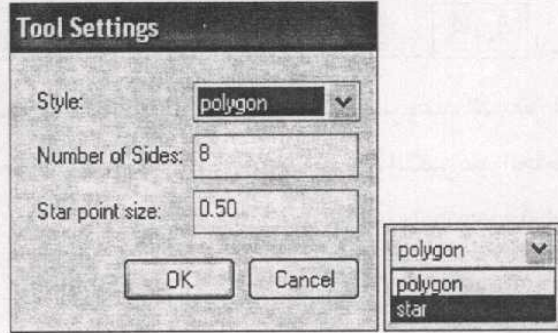 Tool Settings
Style: polygon
Number of Sides: 8
Star point size: 0.50
OK Cancel
polygon
polygon
star